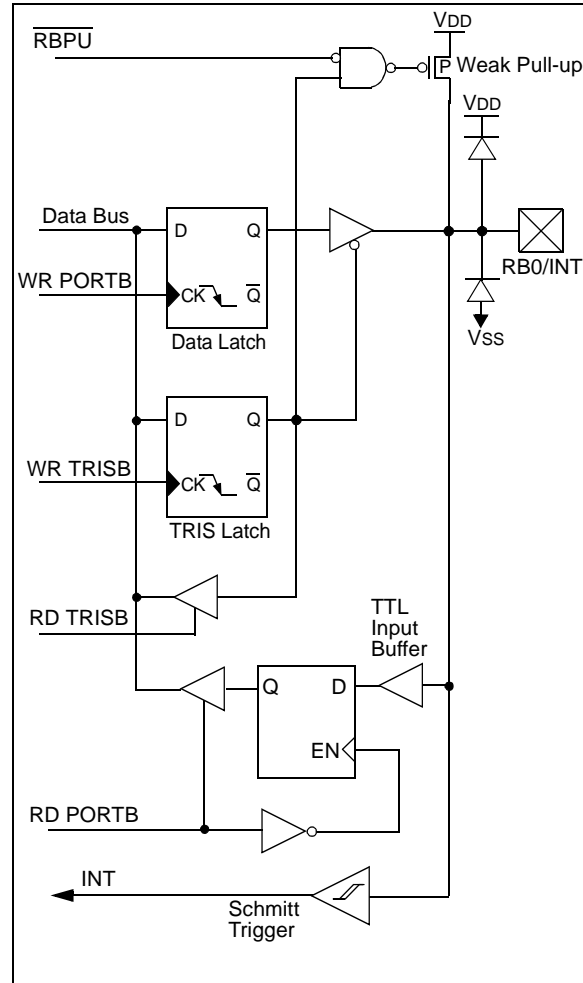 VDD
RBPU
P
Weak Pull-up
VDD
Data Bus
D
Q
WR PORTB
CK
Q
Data Latch
RB0/INT
VSS
D
Q
WR TRISB
CK
Q
TRIS Latch
RD TRISB
TTL
Input
Buffer
Q
D
EN
RD PORTB
INT
Schmitt
Trigger